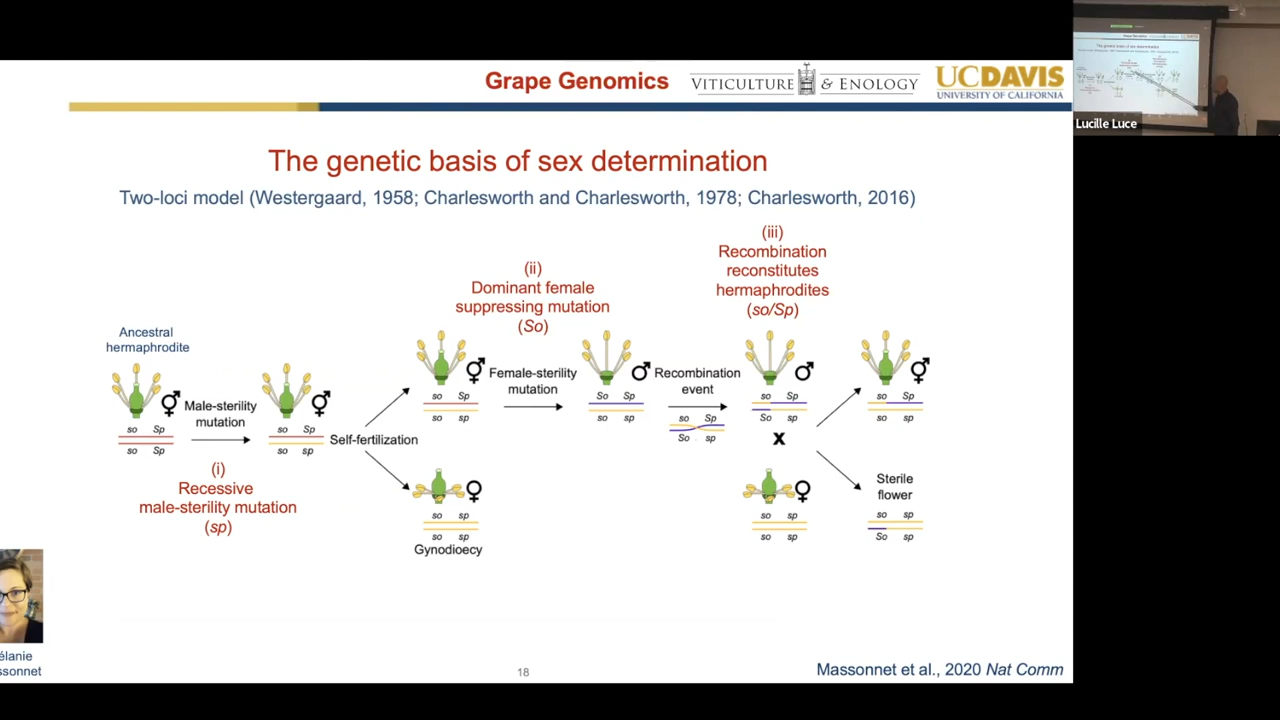 Grape Genomics
VITICULTURE & ENOLOGY
UCDAVIS
UNIVERSITY OF CALIFORNIA
Lucille Luce
The genetic basis of sex determination
Two-loci model (Westergaard, 1958; Charlesworth and Charlesworth, 1978; Charlesworth, 2016)
(iii)
Recombination
reconstitutes
hermaphrodites
(so/Sp)
(ii)
Dominant female
suppressing mutation
(So)
Ancestral
hermaphrodite
so Sp
so Sp
Male-sterility
mutation
(i)
Recessive
male-sterility mutation
(sp)
so Sp
so sp
Self-fertilization
so Sp
so sp
so sp
so sp
Gynodioecy
Female-sterility
mutation
So Sp
so sp
Recombination
event
so Sp
So sp
so Sp
So sp
X
so sp
so sp
so Sp
so sp
Sterile
flower
so sp
So sp
élanie
ssonnet
18
Massonnet et al., 2020 Nat Comm